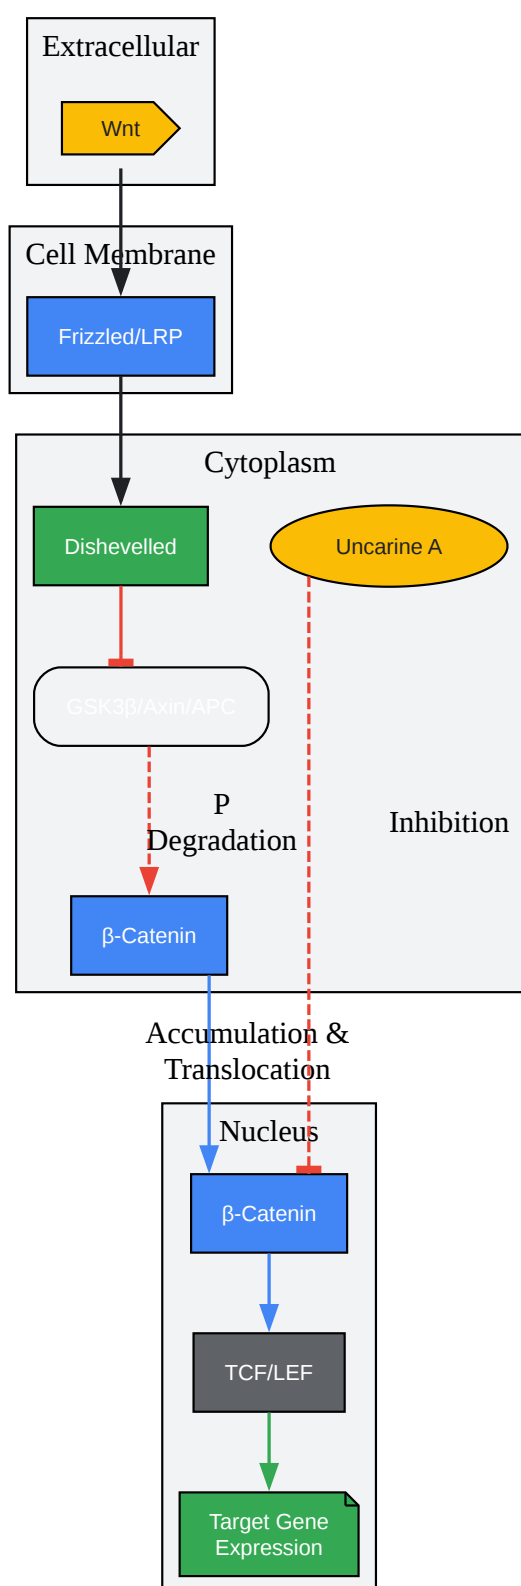 Extracellular
Wnt
Cell Membrane
Frizzled/LRP
Cytoplasm
Dishevelled
Uncarine A
GSK3β/Axin/APC
P
Degradation
Inhibition
β-Catenin
Accumulation &
Translocation
Nucleus
β-Catenin
TCF/LEF
Target Gene
Expression